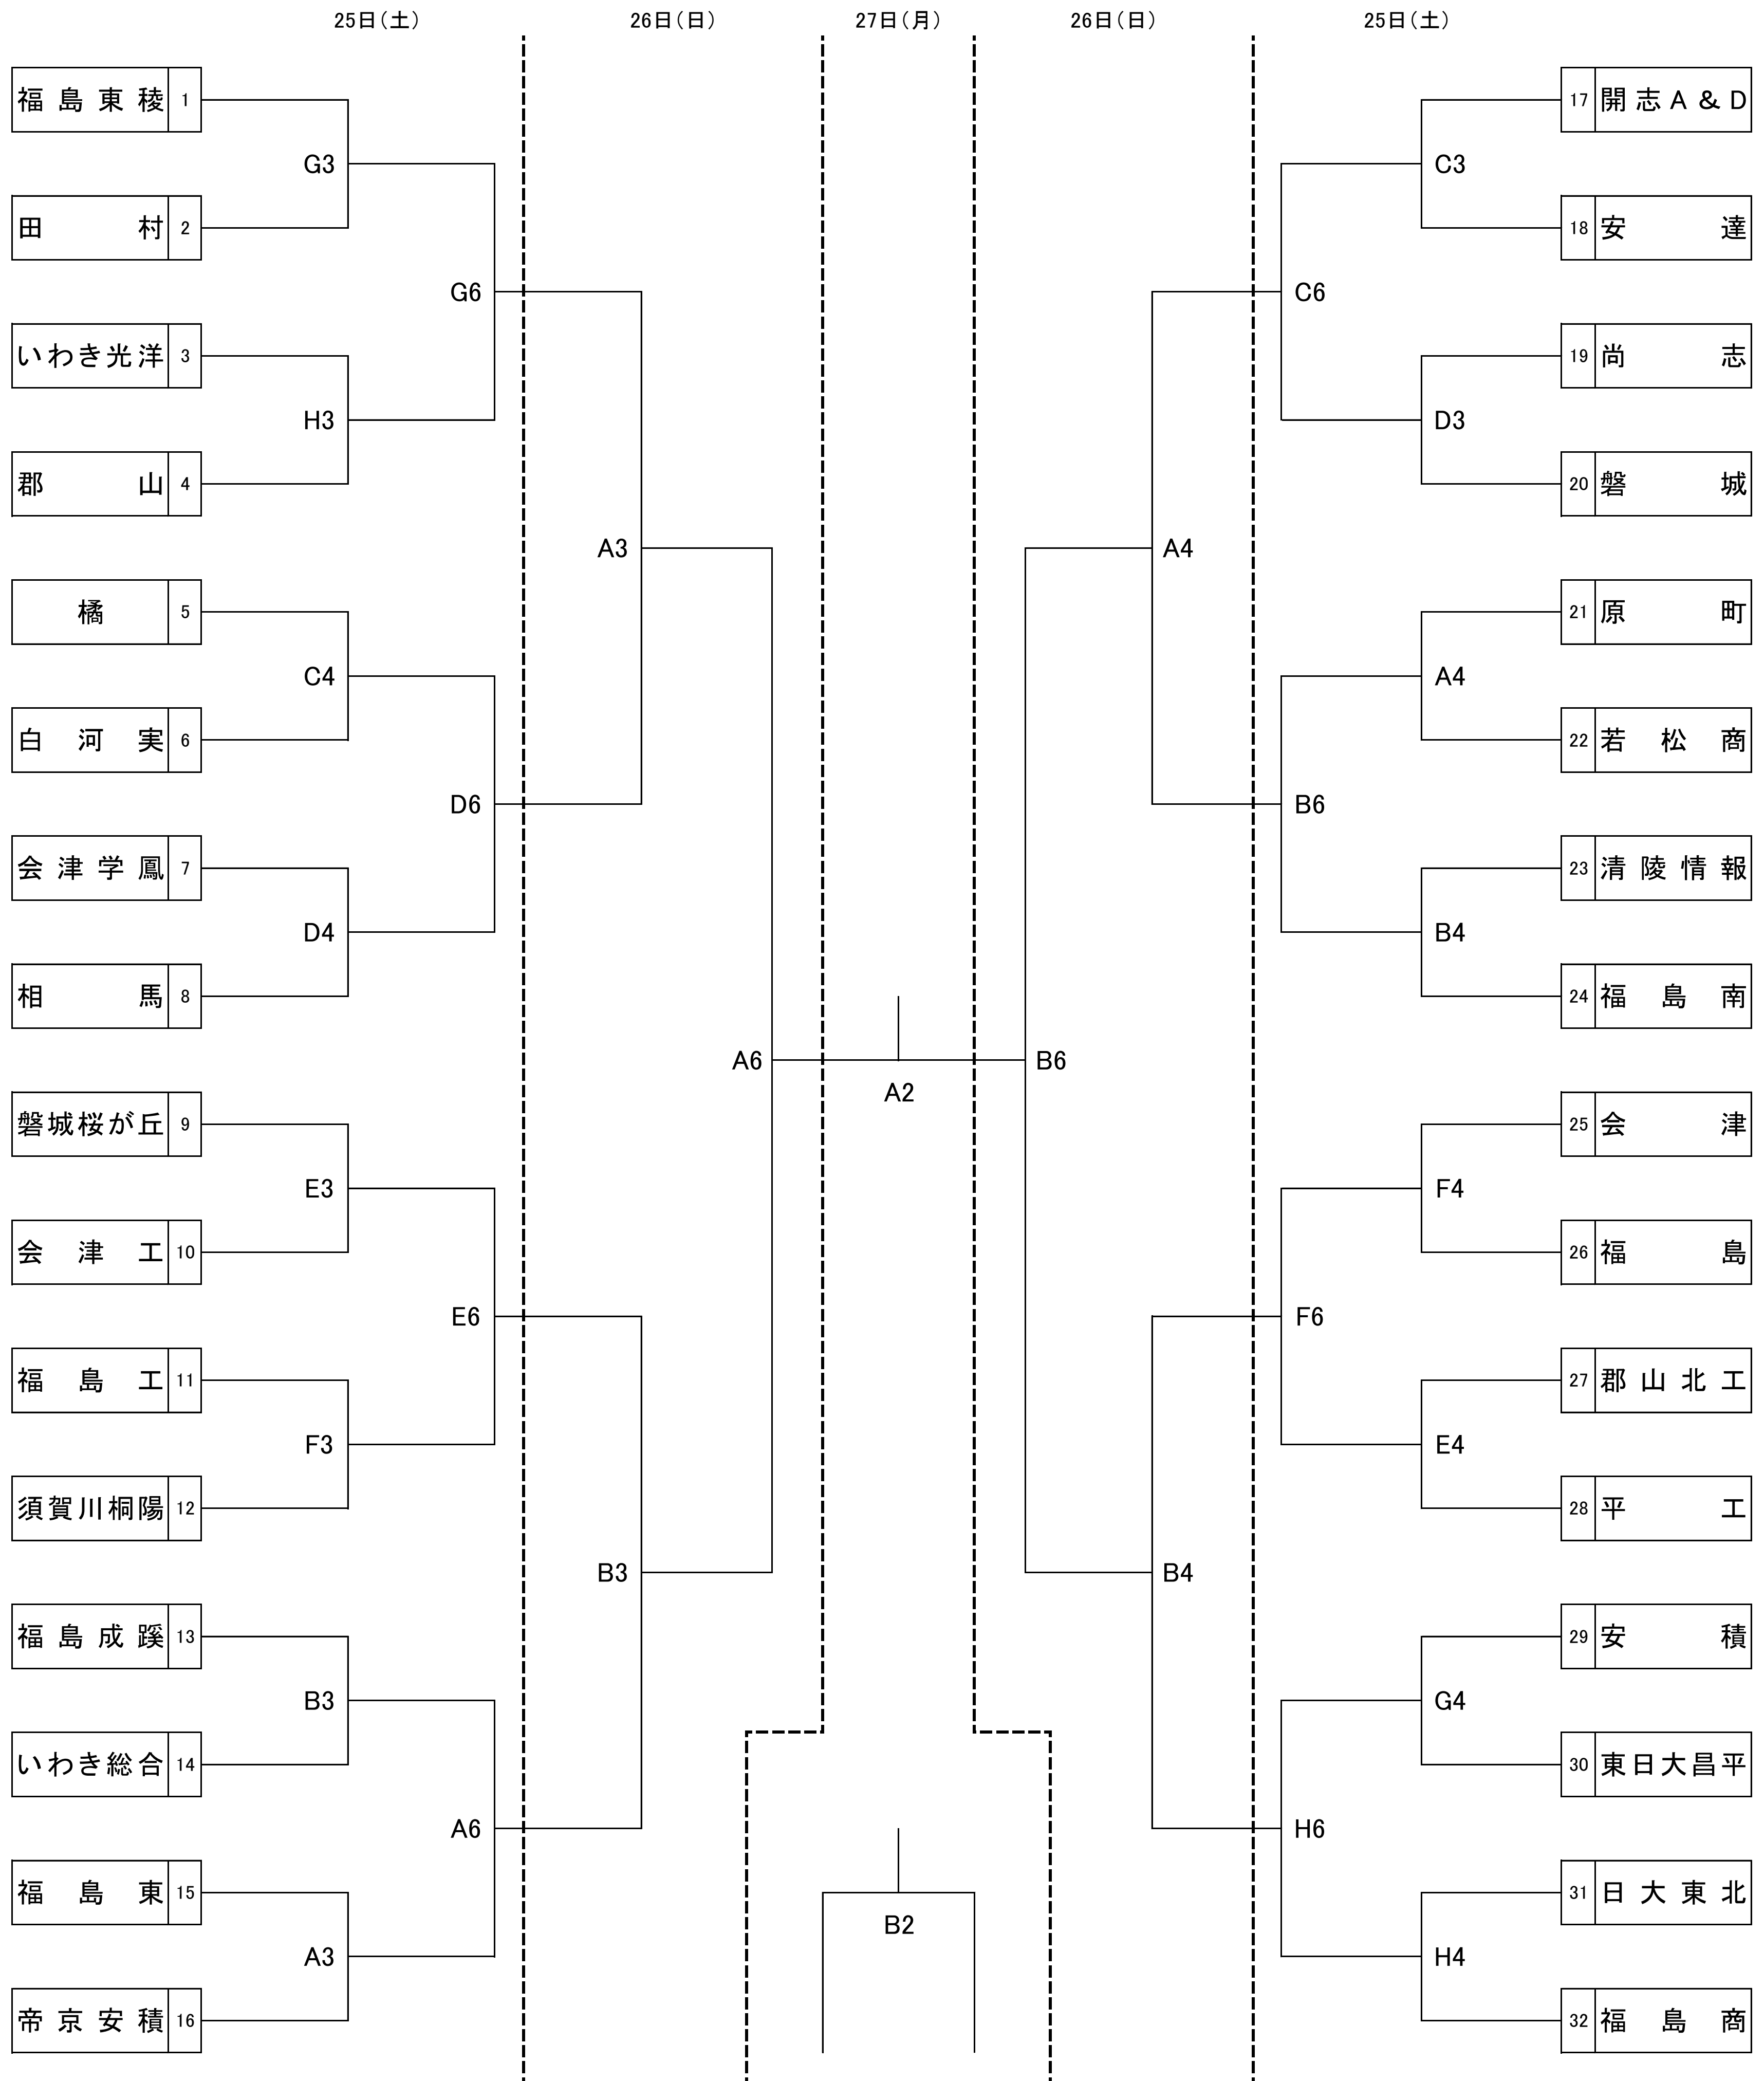 25日(土) 26日(日) 27日(月) 26日(日) 25日(土)
福島東稜 1
17 開志A&D
G3
C3
田村 2
18 安達
G6
C6
いわき光洋 3
19 尚志
H3
D3
郡山 4
20 磐城
A3
A4
橘 5
21 原町
C4
A4
白河実 6
22 若松商
D6
B6
会津学鳳 7
23 清陵情報
D4
B4
相馬 8
24 福島南
A6
B6
A2
磐城桜が丘 9
25 会津
E3
F4
会津工 10
26 福島
E6
F6
福島工 11
27 郡山北工
F3
E4
須賀川桐陽 12
28 平工
B3
B4
福島成蹊 13
29 安積
B3
G4
いわき総合 14
30 東日大昌平
A6
H6
福島東 15
31 日大東北
B2
A3
H4
帝京安積 16
32 福島商